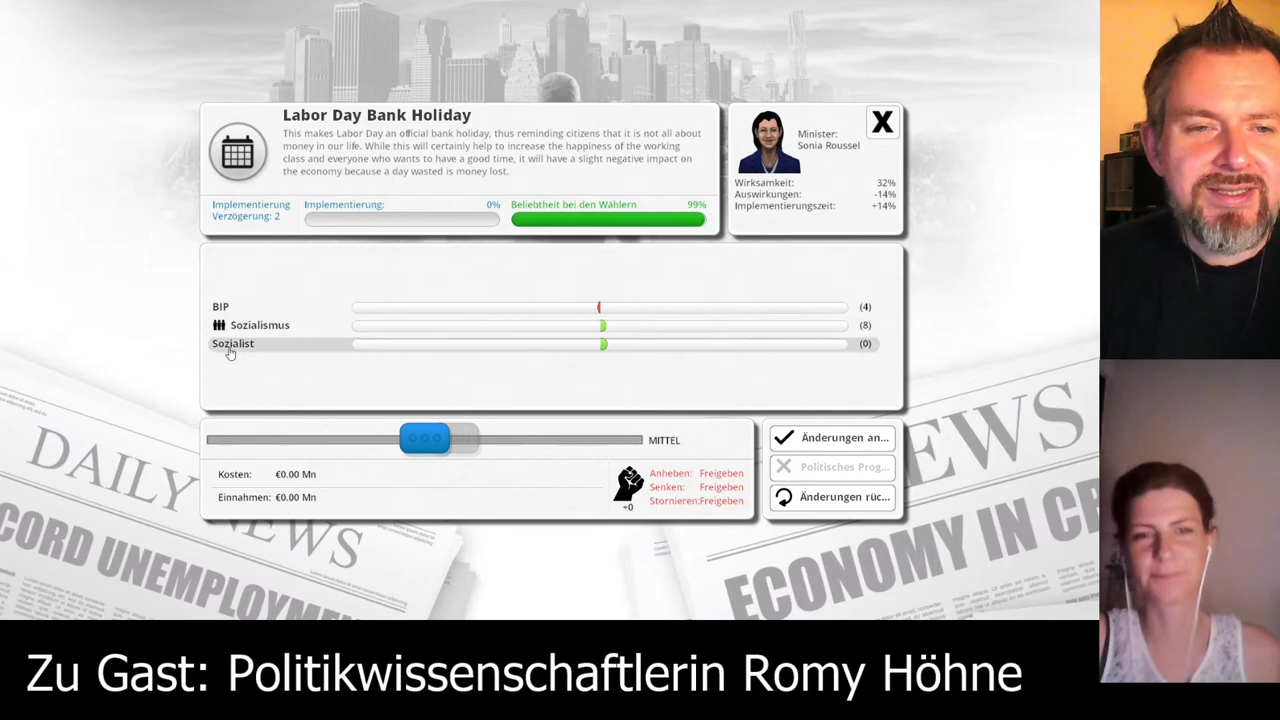 Labor Day Bank Holiday
This makes Labor Day an official bank holiday, thus reminding citizens that it is not all about
money in our life. While this will certainly help to increase the happiness of the working
class and everyone who wants to have a good time, it will have a slight negative impact on
the economy because a day wasted is money lost.
Implementierung
Verzögerung: 2
Implementierung: 0%
Beliebtheit bei den Wählern 99%
X
Minister:
Sonia Roussel
Wirksamkeit: 32%
Auswirkungen: -14%
Implementierungszeit: +14%
BIP (4)
Sozialismus (8)
Sozialist (0)
MITTEL
Kosten: €0.00 Mn
Einnahmen: €0.00 Mn
+0
Anheben: Freigeben
Senken: Freigeben
Stornieren:Freigeben
Änderungen an...
Politisches Prog...
Änderungen rüc...
DAILY NEWS
CORD UNEMPLOYM
NEWS
ECONOMY IN CR
Zu Gast: Politikwissenschaftlerin Romy Höhne